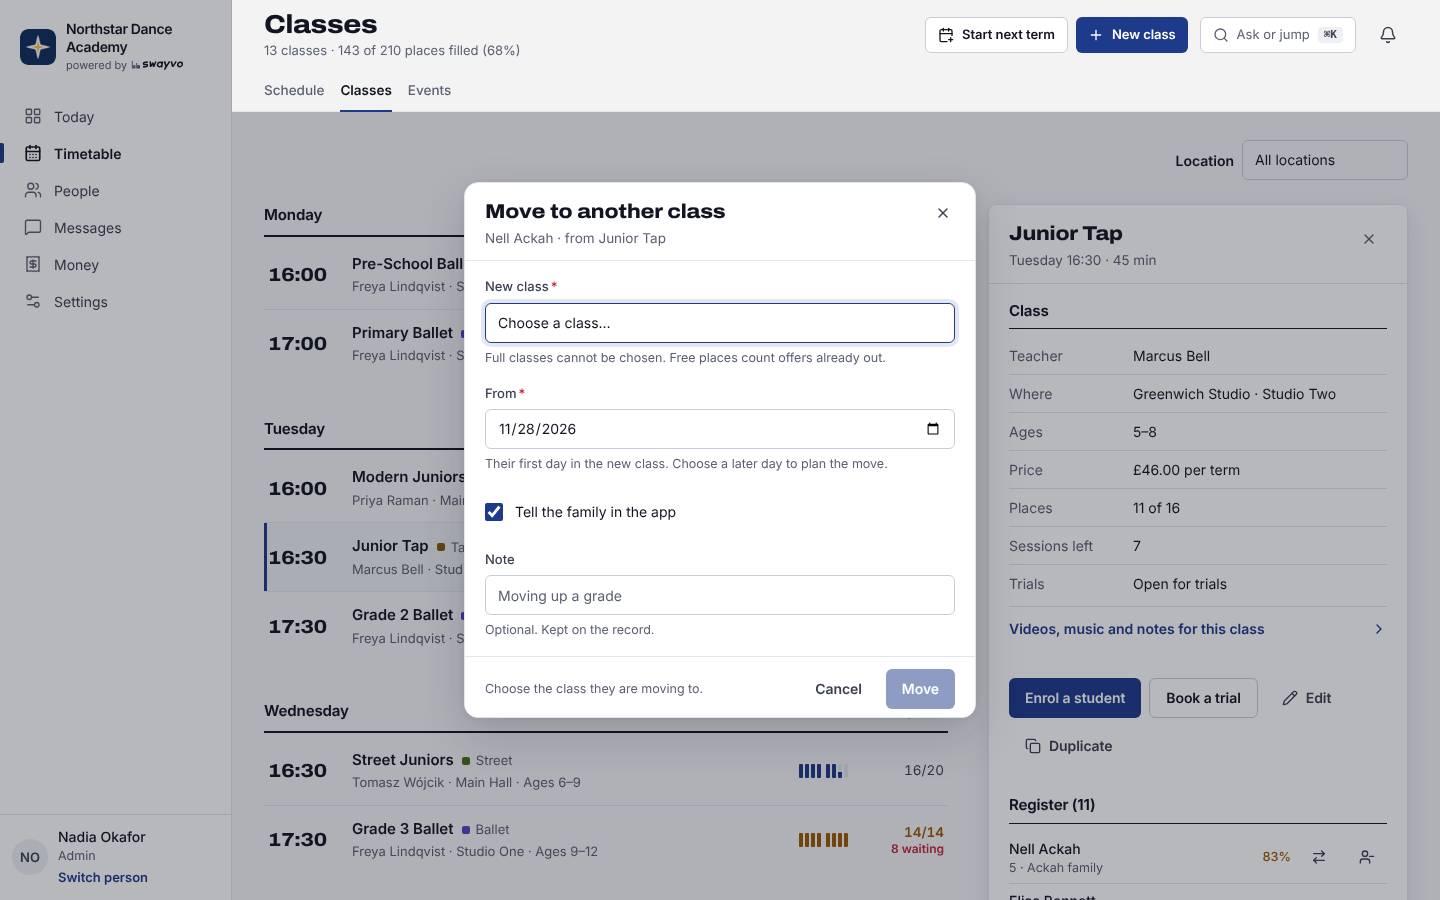 Northstar Dance
Academy
powered by swayvo
Today
Timetable
People
Messages
Money
Settings
NO
Nadia Okafor
Admin
Switch person
Classes
13 classes · 143 of 210 places filled (68%)
Start next term
New class
Ask or jump ⌘K
Schedule
Classes
Events
Location
All locations
Monday
16:00
Pre-School Ball
Freya Lindqvist · S
17:00
Primary Ballet
Freya Lindqvist · S
Tuesday
16:00
Modern Juniors
Priya Raman · Mai
16:30
Junior Tap Ta
Marcus Bell · Stud
17:30
Grade 2 Ballet
Freya Lindqvist · S
Wednesday
16:30
Street Juniors Street
Tomasz Wójcik · Main Hall · Ages 6–9
16/20
17:30
Grade 3 Ballet Ballet
Freya Lindqvist · Studio One · Ages 9–12
14/14
8 waiting
Move to another class
Nell Ackah · from Junior Tap
New class*
Choose a class…
Full classes cannot be chosen. Free places count offers already out.
From*
11/28/2026
Their first day in the new class. Choose a later day to plan the move.
Tell the family in the app
Note
Moving up a grade
Optional. Kept on the record.
Choose the class they are moving to.
Cancel
Move
Junior Tap
Tuesday 16:30 · 45 min
Class
Teacher Marcus Bell
Where Greenwich Studio · Studio Two
Ages 5–8
Price £46.00 per term
Places 11 of 16
Sessions left 7
Trials Open for trials
Videos, music and notes for this class
Enrol a student
Book a trial
Edit
Duplicate
Register (11)
Nell Ackah
5 · Ackah family
83%